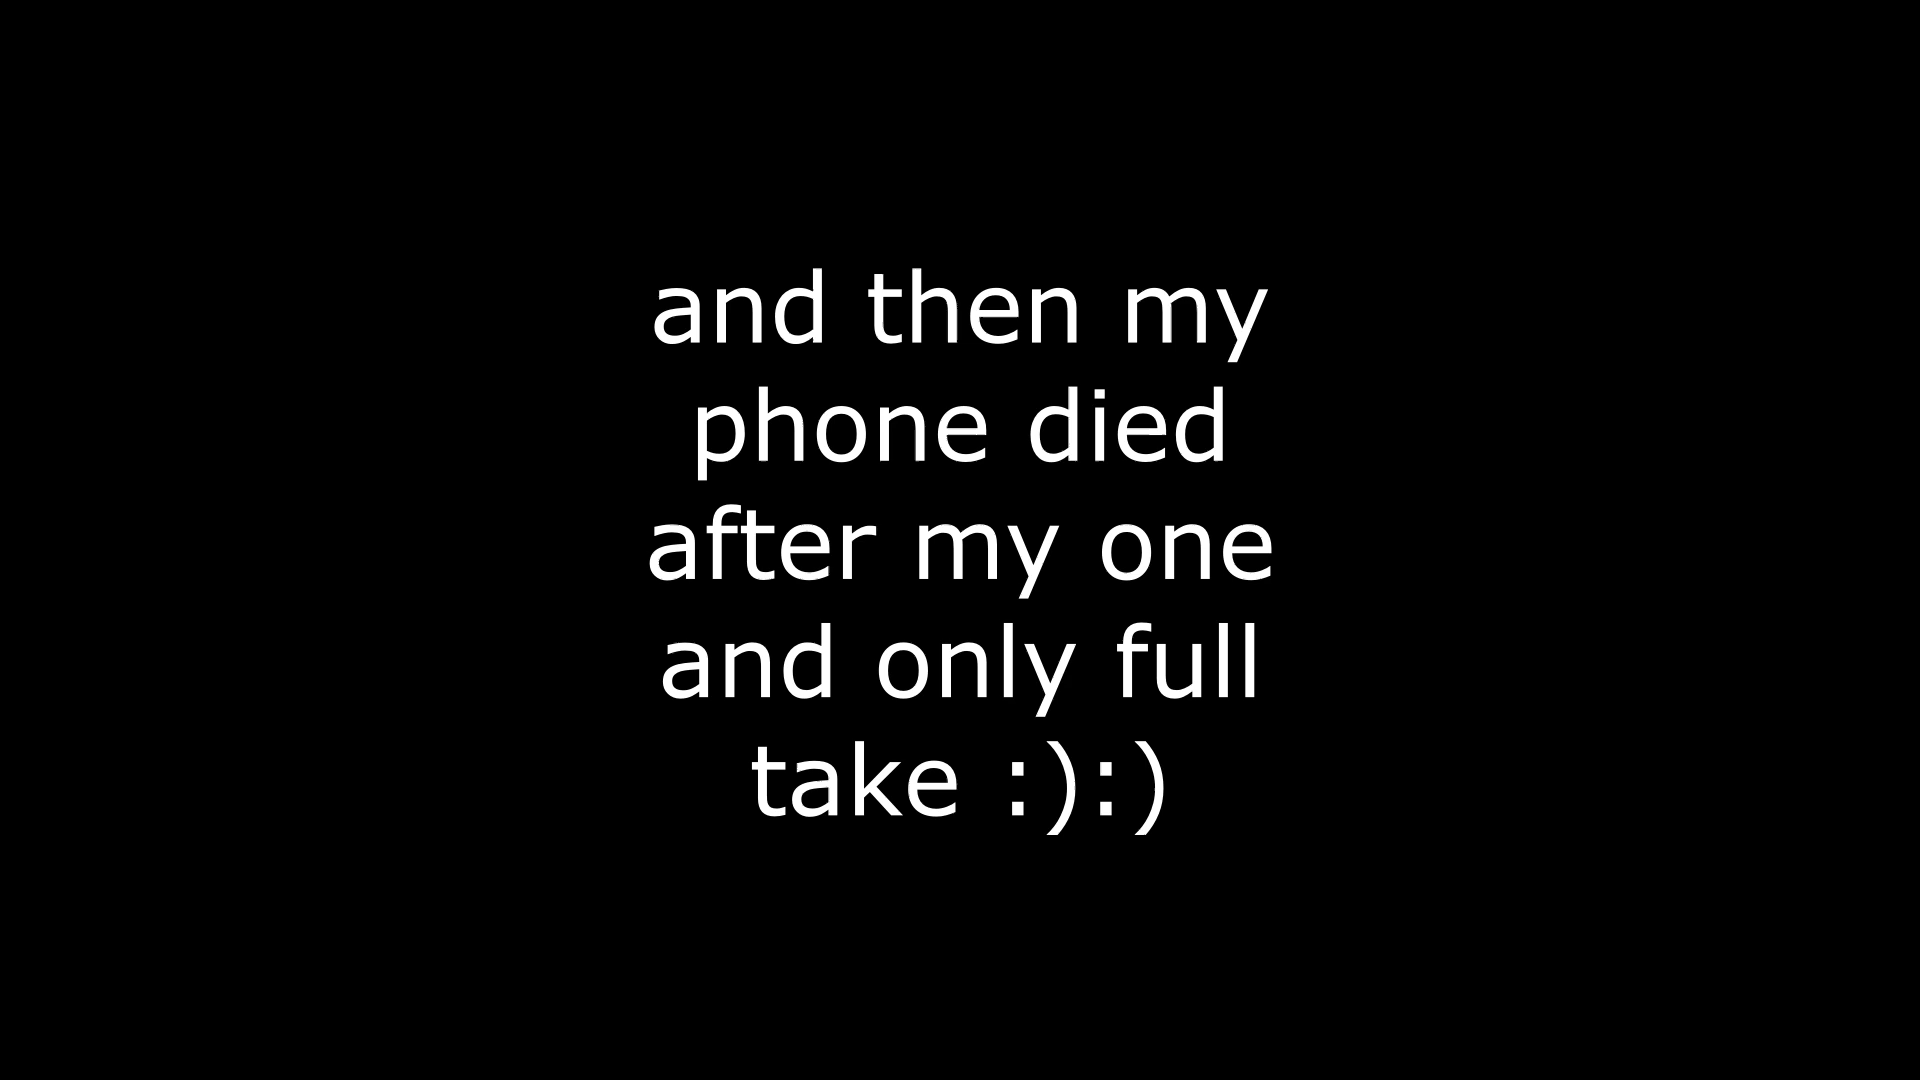 and then my
phone died
after my one
and only full
take :):)